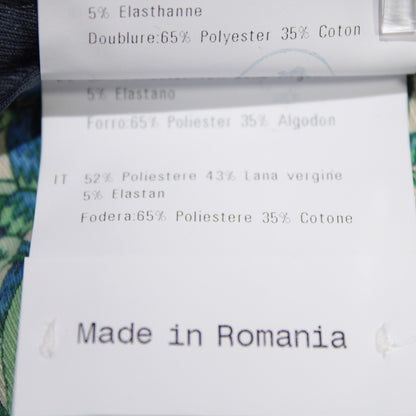 5% Elasthanne
Doublure:65% Polyester 35% Coton
5% Elastano
Forro:65% Poliester 35% Algodon
IT 52% Poliestere 43% Lana vergine
5% Elastan
Fodera:65% Poliestere 35% Cotone
Made in Romania